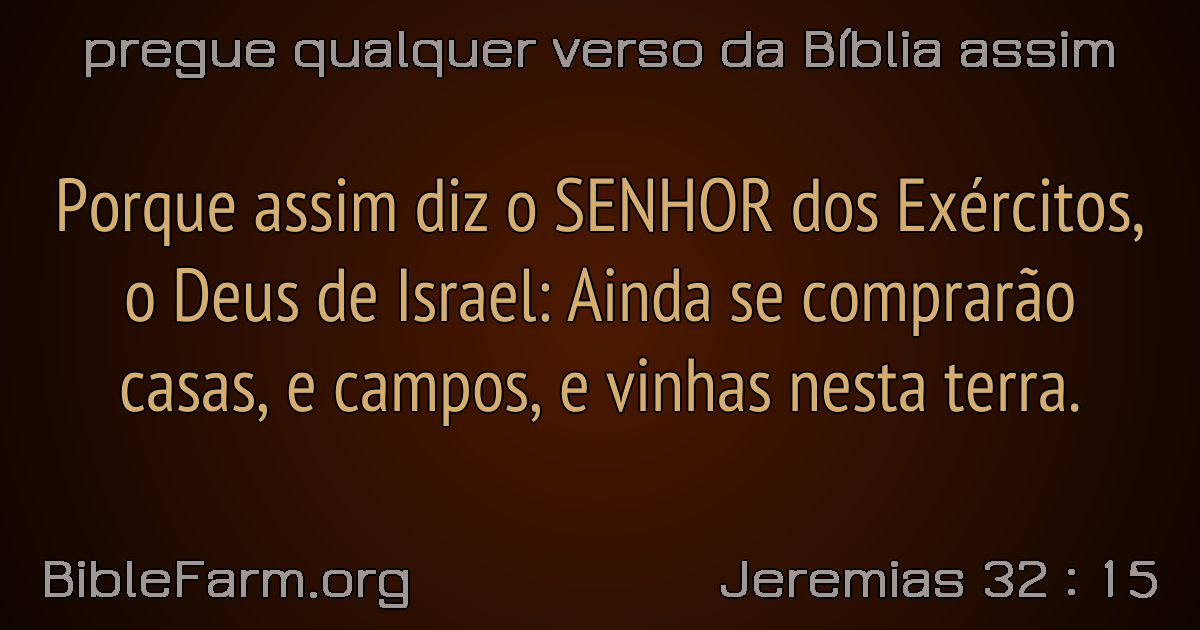 pregue qualquer verso da Bíblia assim
Porque assim diz o SENHOR dos Exércitos,
o Deus de Israel: Ainda se comprarão
casas, e campos, e vinhas nesta terra.
BibleFarm.org
Jeremias 32 : 15